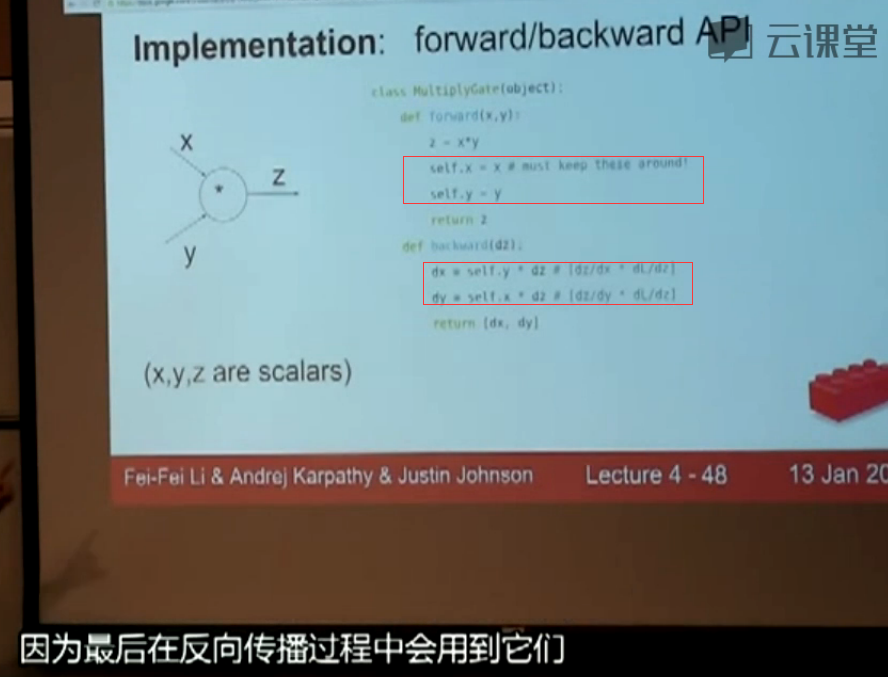 Implementation: forward/backward API
云课堂
class MultiplyGate(object):
def forward(x,y):
z = x*y
self.x = x # must keep these around!
self.y = y
return z
def backward(dz):
dx = self.y * dz # [dz/dx * dL/dz]
dy = self.x * dz # [dz/dy * dL/dz]
return [dx, dy]
x
*
z
y
(x,y,z are scalars)
Fei-Fei Li & Andrej Karpathy & Justin Johnson
Lecture 4 - 48
13 Jan 20
因为最后在反向传播过程中会用到它们